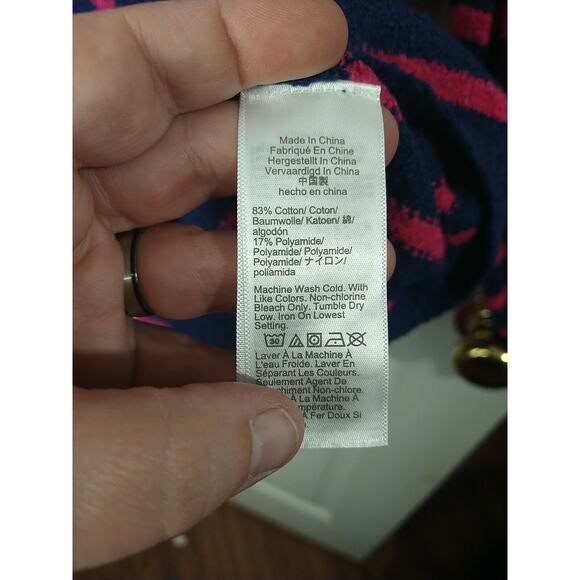 Made In China
Fabriqué En Chine
Hergestellt In China
Vervaardigd In China
中国製
hecho en china
83% Cotton/ Coton/
Baumwolle/ Katoen/ 綿/
algodón
17% Polyamide/
Polyamide/ Polyamide/
Polyamide/ ナイロン/
poliamida
Machine Wash Cold. With
Like Colors. Non-chlorine
Bleach Only. Tumble Dry
Low. Iron On Lowest
Setting.
30
Laver À La Machine À
L'eau Froide. Laver En
Séparant Les Couleurs.
Seulement Agent De
chiment Non-chlore.
À La Machine À
mpérature.
À Fer Doux Si